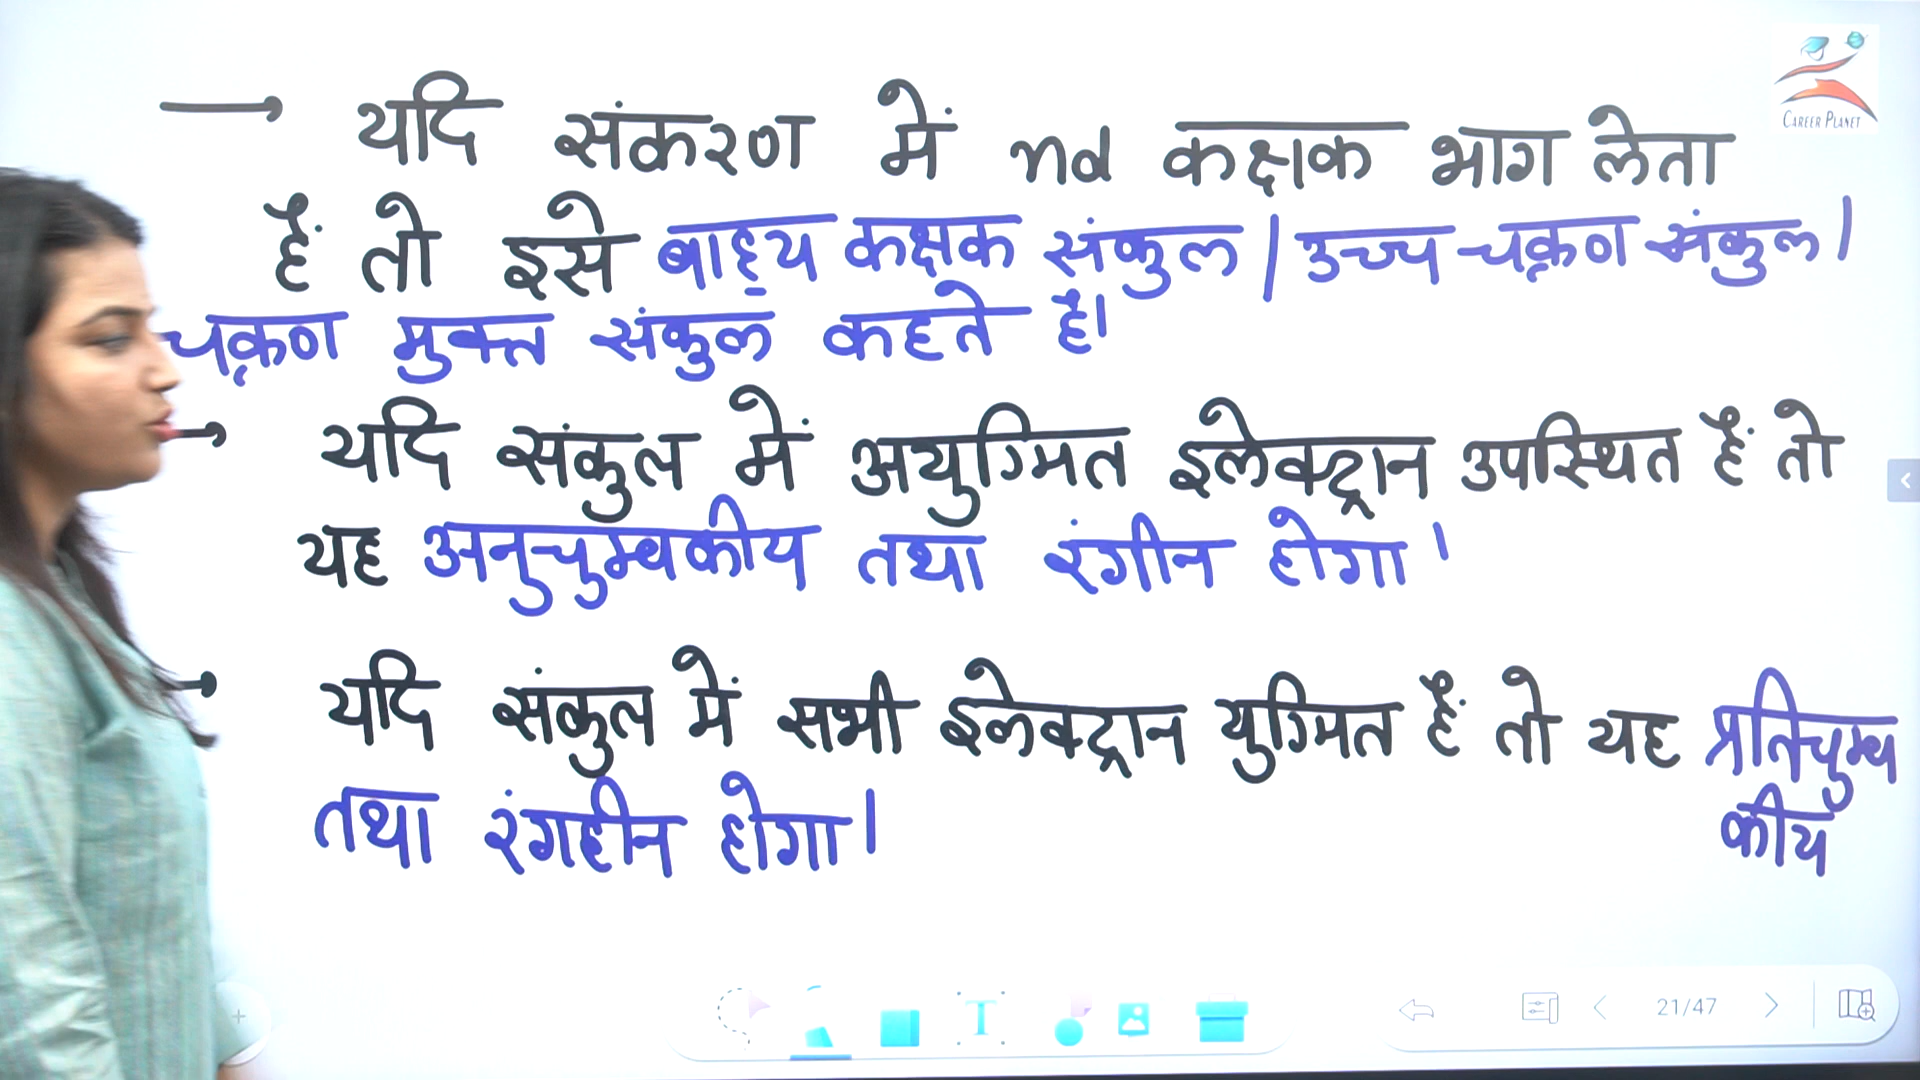 CAREER PLANET
यदि संकरण में nd कक्षक भाग लेता
हैं तो इसे बाह्य कक्षक संकुल / उच्च चक्रण संकुल /
चक्रण मुक्त संकुल कहते हैं।
यदि संकुल में अयुग्मित इलेक्ट्रान उपस्थित हैं तो
यह अनुचुम्बकीय तथा रंगीन होगा।
यदि संकुल में सभी इलेक्ट्रान युग्मित हैं तो यह प्रतिचुम्ब
कीय
तथा रंगहीन होगा।
21/47